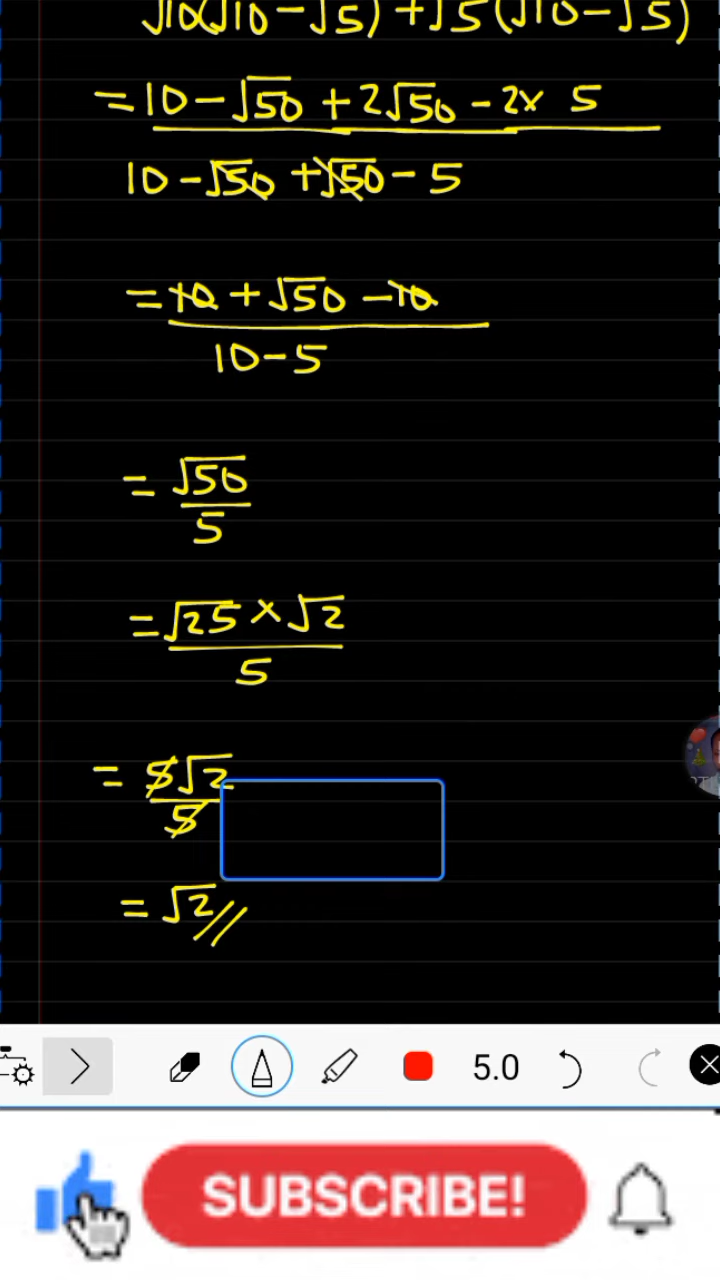 √10(√10 − √5) + √5(√10 − √5)
= 10 − √50 + 2√50 − 2× 5
10 − √50 + √50 − 5
= 10 + √50 − 10
10 − 5
= √50
5
= √25 × √2
5
= 5√2
5
= √2//
5.0
SUBSCRIBE!